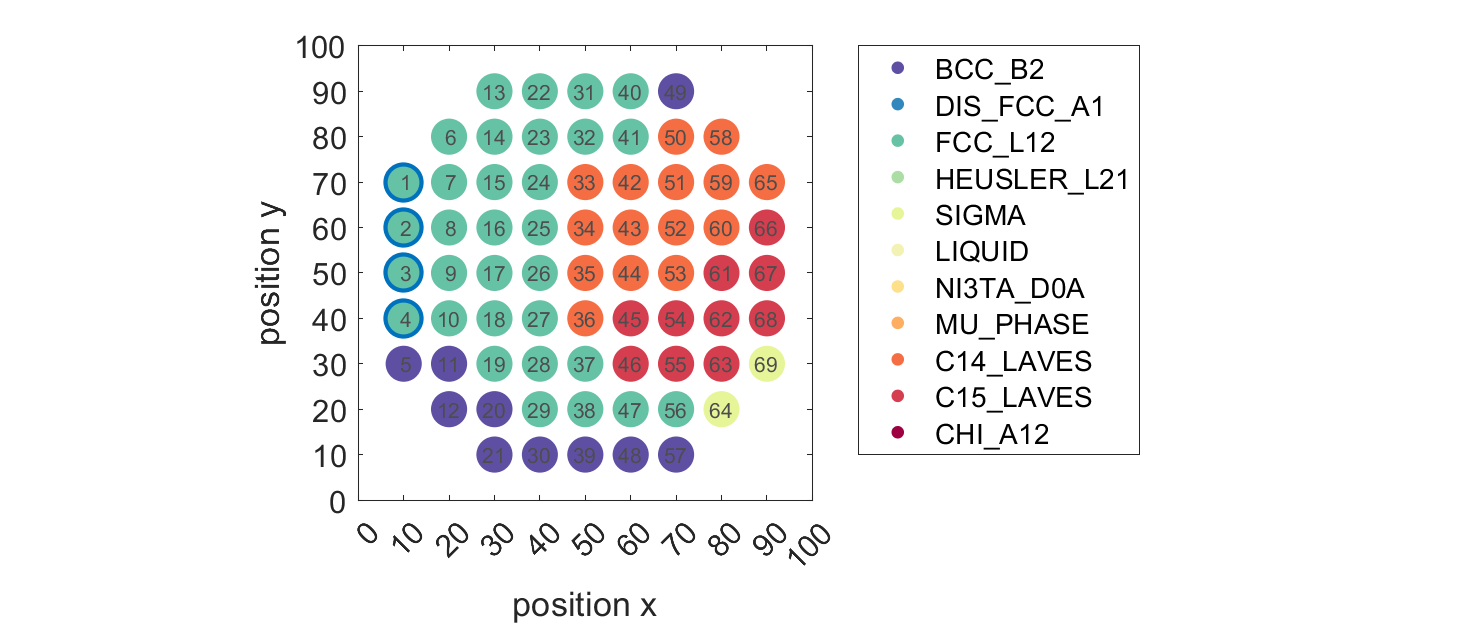 100
90
80
70
60
50
40
30
20
10
0
position y
13 22 31 40 49
6 14 23 32 41 50 58
1 7 15 24 33 42 51 59 65
2 8 16 25 34 43 52 60 66
3 9 17 26 35 44 53 61 67
4 10 18 27 36 45 54 62 68
5 11 19 28 37 46 55 63 69
12 20 29 38 47 56 64
21 30 39 48 57
0 10 20 30 40 50 60 70 80 90 100
position x
BCC_B2
DIS_FCC_A1
FCC_L12
HEUSLER_L21
SIGMA
LIQUID
NI3TA_D0A
MU_PHASE
C14_LAVES
C15_LAVES
CHI_A12